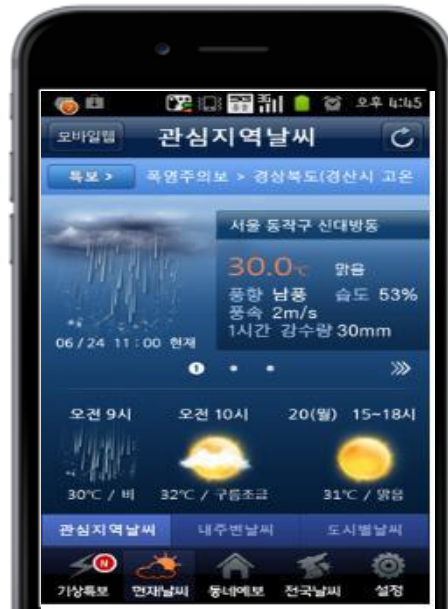 오후 4:45
모바일웹 관심지역날씨
특보 > 폭염주의보 > 경상북도(경산시 고온
서울 동작구 신대방동
30.0℃ 맑음
풍향 남풍 습도 53%
풍속 2m/s
1시간 감수량 30mm
06/24 11:00 현재
1
오전 9시 오전 10시 20(월) 15~18시
30℃ / 비 32℃ / 구름조금 31℃ / 맑음
관심지역날씨 내주변날씨 도시별날씨
N
기상특보 현재날씨 동네예보 전국날씨 설정